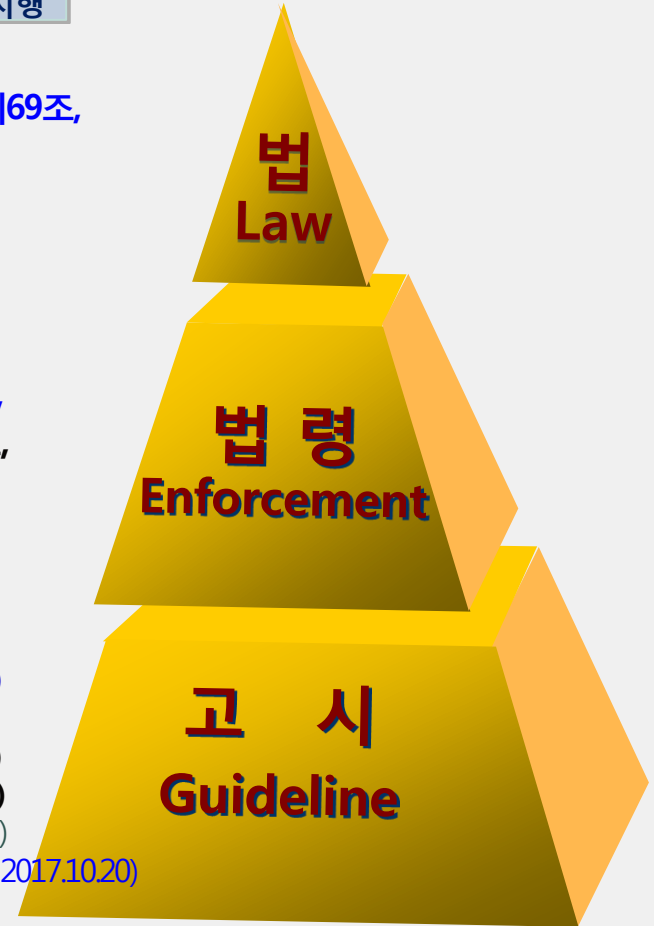 시행
69조,
법
Law
법 령
Enforcement
,
고 시
Guideline
)
)
)
)
2017.10.20)